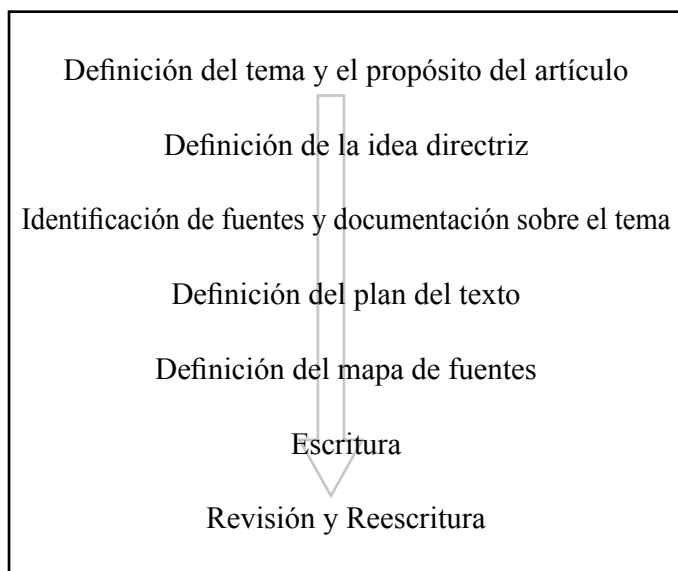 Definición del tema y el propósito del artículo
Definición de la idea directriz
Identificación de fuentes y documentación sobre el tema
Definición del plan del texto
Definición del mapa de fuentes
Escritura
Revisión y Reescritura